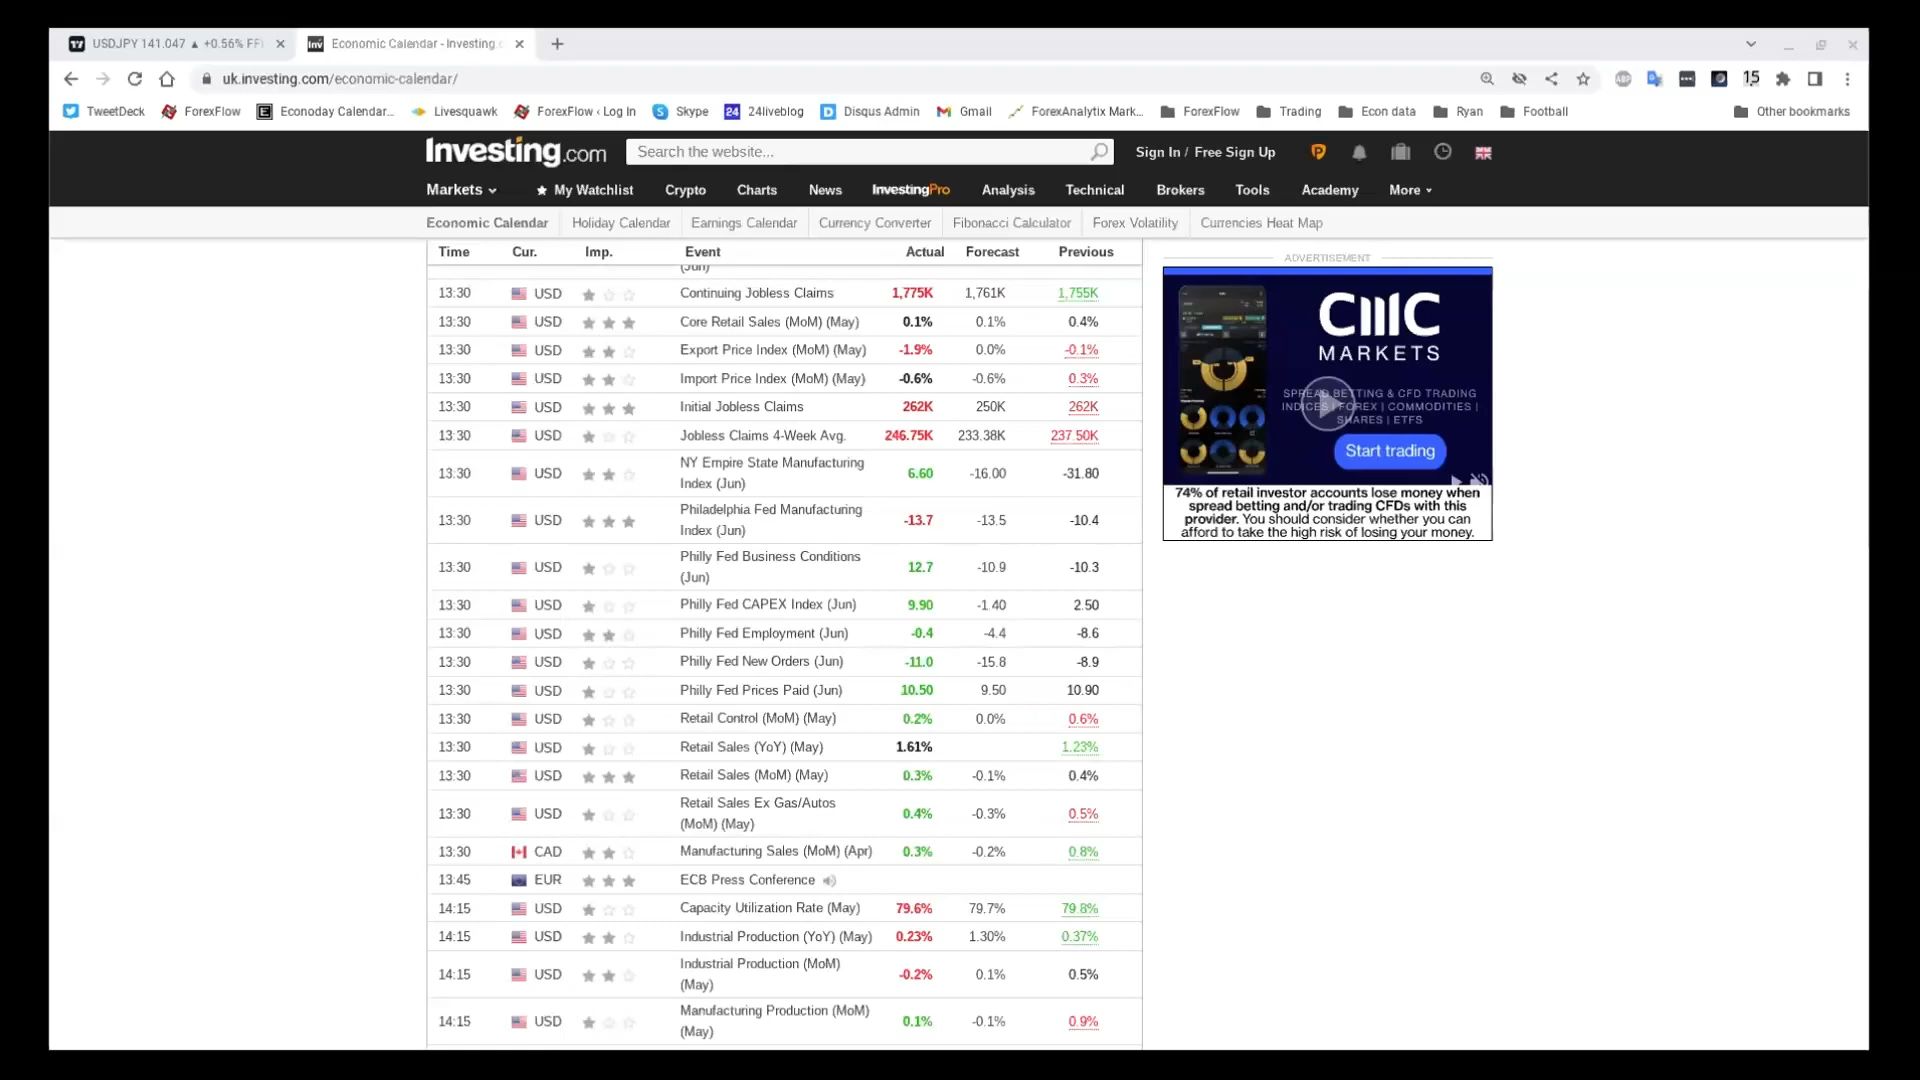 USDJPY 141.047 ▲ +0.56% FF
Economic Calendar - Investing.c
uk.investing.com/economic-calendar/
15
TweetDeck ForexFlow Econoday Calendar... Livesquawk ForexFlow ‹ Log In Skype 24liveblog Disqus Admin Gmail ForexAnalytix Mark... ForexFlow Trading Econ data Ryan Football Other bookmarks
Investing.com Search the website... Sign In / Free Sign Up
Markets My Watchlist Crypto Charts News InvestingPro Analysis Technical Brokers Tools Academy More
Economic Calendar Holiday Calendar Earnings Calendar Currency Converter Fibonacci Calculator Forex Volatility Currencies Heat Map
Time Cur. Imp. Event Actual Forecast Previous
(Jun)
13:30 USD Continuing Jobless Claims 1,775K 1,761K 1,755K
13:30 USD Core Retail Sales (MoM) (May) 0.1% 0.1% 0.4%
13:30 USD Export Price Index (MoM) (May) -1.9% 0.0% -0.1%
13:30 USD Import Price Index (MoM) (May) -0.6% -0.6% 0.3%
13:30 USD Initial Jobless Claims 262K 250K 262K
13:30 USD Jobless Claims 4-Week Avg. 246.75K 233.38K 237.50K
13:30 USD NY Empire State Manufacturing
Index (Jun) 6.60 -16.00 -31.80
13:30 USD Philadelphia Fed Manufacturing
Index (Jun) -13.7 -13.5 -10.4
13:30 USD Philly Fed Business Conditions
(Jun) 12.7 -10.9 -10.3
13:30 USD Philly Fed CAPEX Index (Jun) 9.90 -1.40 2.50
13:30 USD Philly Fed Employment (Jun) -0.4 -4.4 -8.6
13:30 USD Philly Fed New Orders (Jun) -11.0 -15.8 -8.9
13:30 USD Philly Fed Prices Paid (Jun) 10.50 9.50 10.90
13:30 USD Retail Control (MoM) (May) 0.2% 0.0% 0.6%
13:30 USD Retail Sales (YoY) (May) 1.61% 1.23%
13:30 USD Retail Sales (MoM) (May) 0.3% -0.1% 0.4%
13:30 USD Retail Sales Ex Gas/Autos
(MoM) (May) 0.4% -0.3% 0.5%
13:30 CAD Manufacturing Sales (MoM) (Apr) 0.3% -0.2% 0.8%
13:45 EUR ECB Press Conference
14:15 USD Capacity Utilization Rate (May) 79.6% 79.7% 79.8%
14:15 USD Industrial Production (YoY) (May) 0.23% 1.30% 0.37%
14:15 USD Industrial Production (MoM)
(May) -0.2% 0.1% 0.5%
14:15 USD Manufacturing Production (MoM)
(May) 0.1% -0.1% 0.9%
ADVERTISEMENT
CMC
MARKETS
SPREAD BETTING & CFD TRADING
INDICES | FOREX | COMMODITIES |
SHARES | ETFS
Start trading
74% of retail investor accounts lose money when
spread betting and/or trading CFDs with this
provider. You should consider whether you can
afford to take the high risk of losing your money.